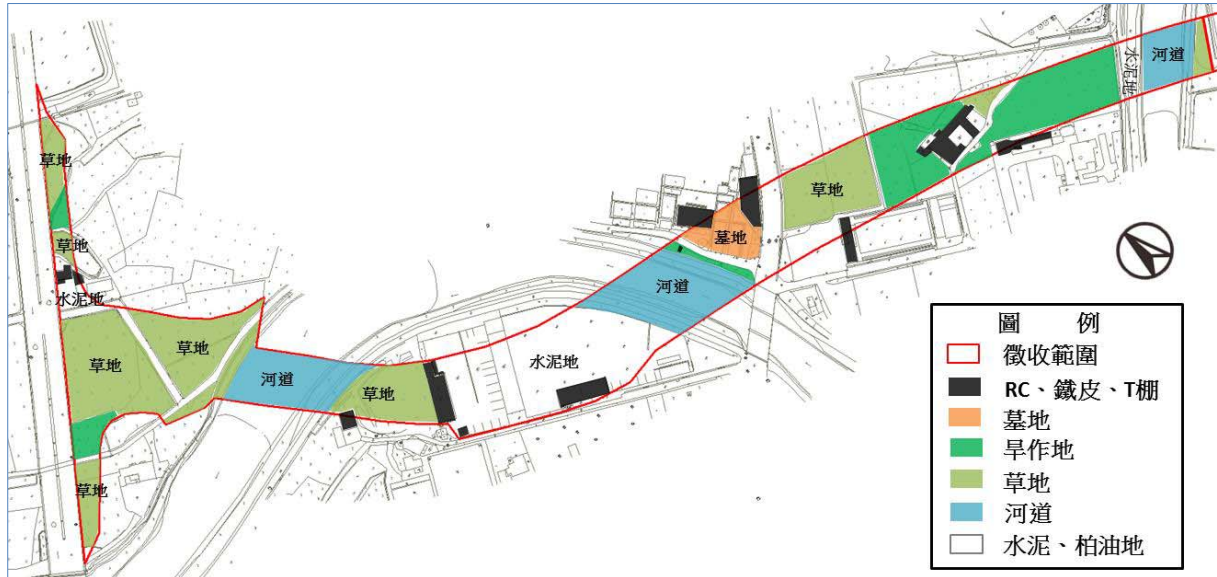 草地
草地
水泥地
草地
草地
草地
河道
草地
水泥地
河道
墓地
草地
水泥地
河道
圖 例
徵收範圍
RC、鐵皮、T棚
墓地
旱作地
草地
河道
水泥、柏油地